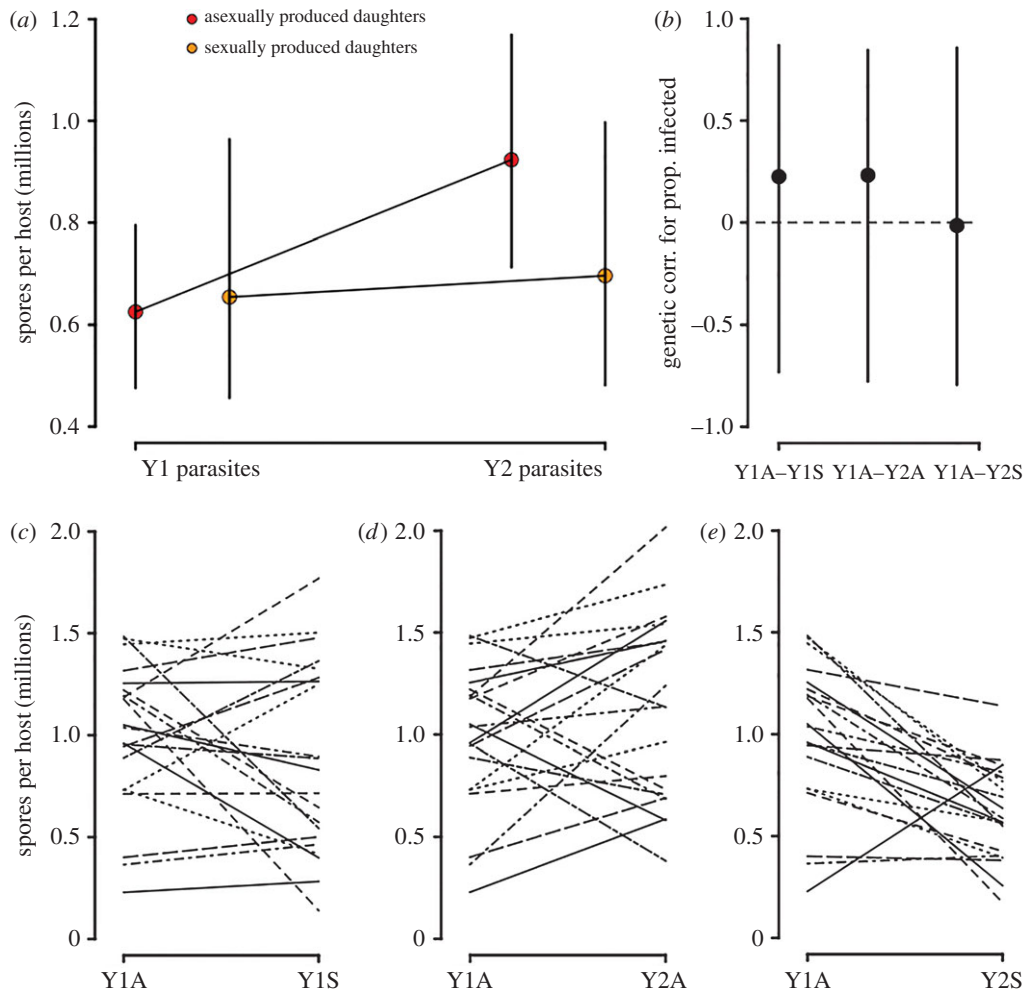 (a)
asexually produced daughters
sexually produced daughters
1.2
1.0
0.8
0.6
0.4
spores per host (millions)
Y1 parasites
Y2 parasites
(b)
1.0
0.5
0
–0.5
–1.0
genetic corr. for prop. infected
Y1A–Y1S
Y1A–Y2A
Y1A–Y2S
(c)
2.0
1.5
1.0
0.5
0
spores per host (millions)
Y1A
Y1S
(d)
2.0
1.5
1.0
0.5
0
Y1A
Y2A
(e)
2.0
1.5
1.0
0.5
0
Y1A
Y2S